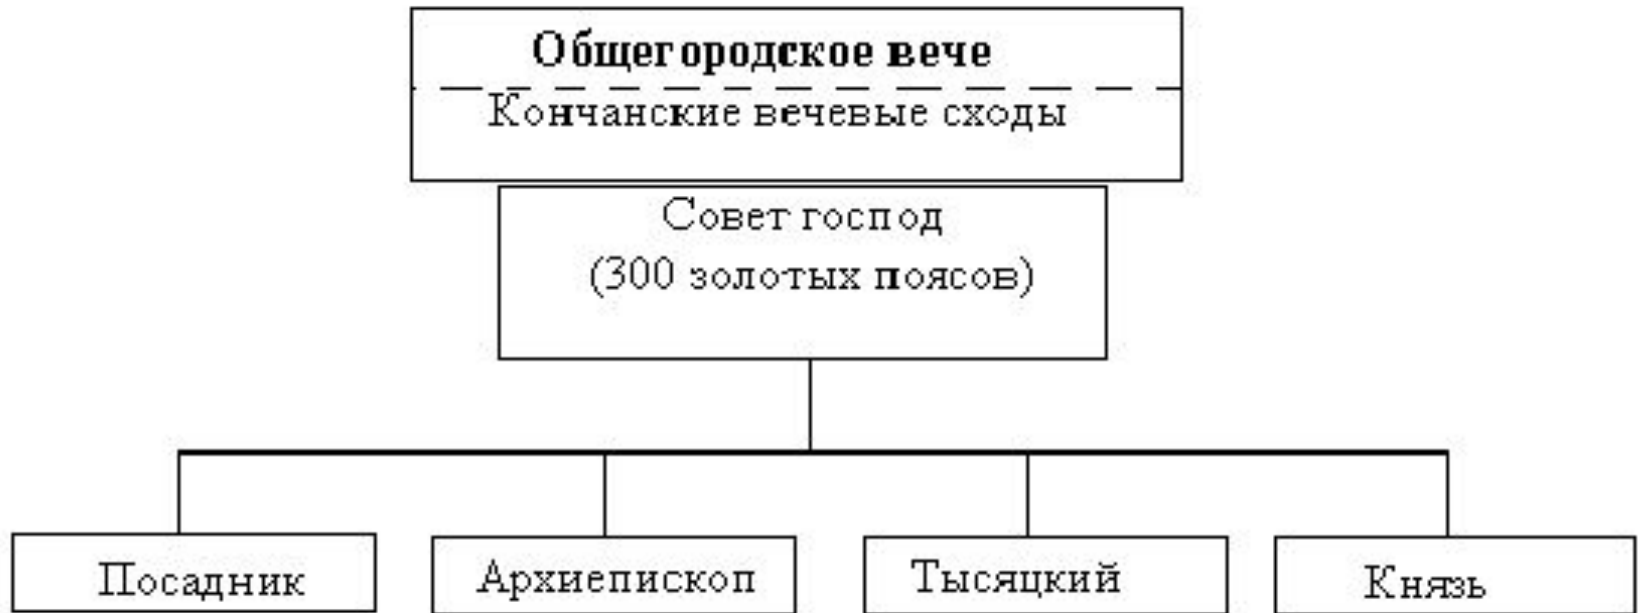 Общегородское вече
Кончанские вечевые сходы
Совет господ
(300 золотых поясов)
Посадник
Архиепископ
Тысяцкий
Князь